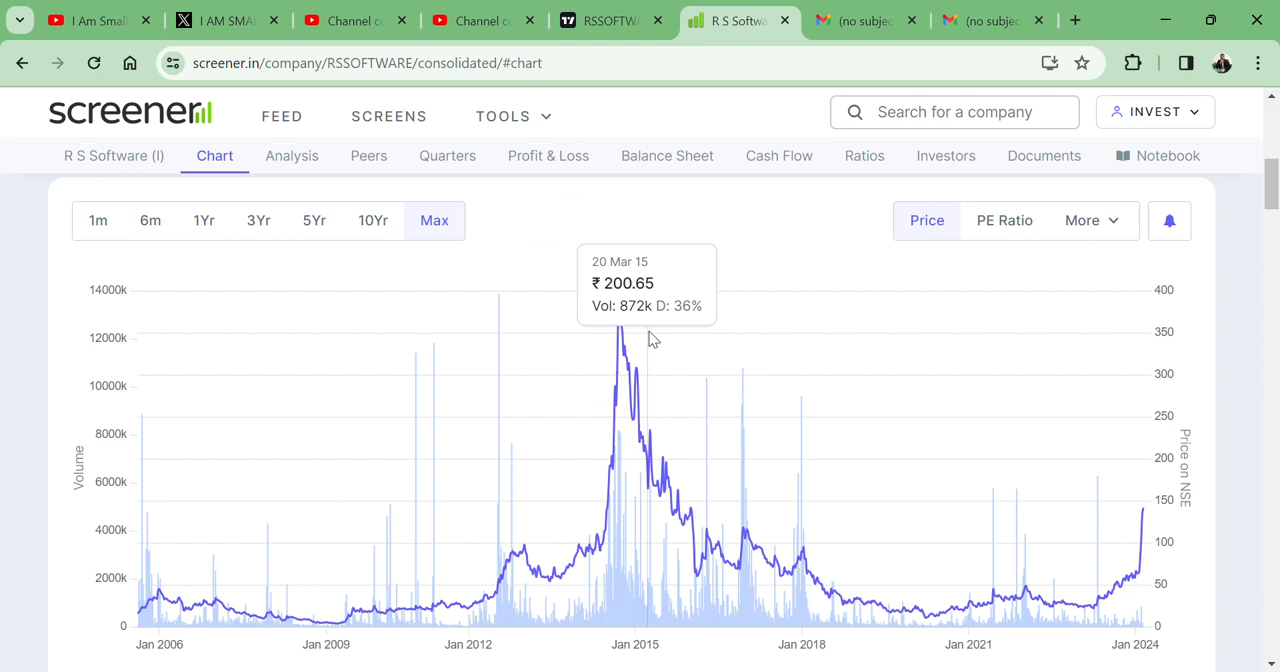 I Am Small
I AM SMA
Channel c
Channel c
RSSOFTW
R S Softwa
(no subjec
(no subjec
screener.in/company/RSSOFTWARE/consolidated/#chart
screener
FEED
SCREENS
TOOLS
Search for a company
INVEST
R S Software (I)
Chart
Analysis
Peers
Quarters
Profit & Loss
Balance Sheet
Cash Flow
Ratios
Investors
Documents
Notebook
1m
6m
1Yr
3Yr
5Yr
10Yr
Max
Price
PE Ratio
More
20 Mar 15
₹ 200.65
Vol: 872k D: 36%
14000k
12000k
10000k
8000k
6000k
4000k
2000k
0
Volume
400
350
300
250
200
150
100
50
0
Price on NSE
Jan 2006
Jan 2009
Jan 2012
Jan 2015
Jan 2018
Jan 2021
Jan 2024